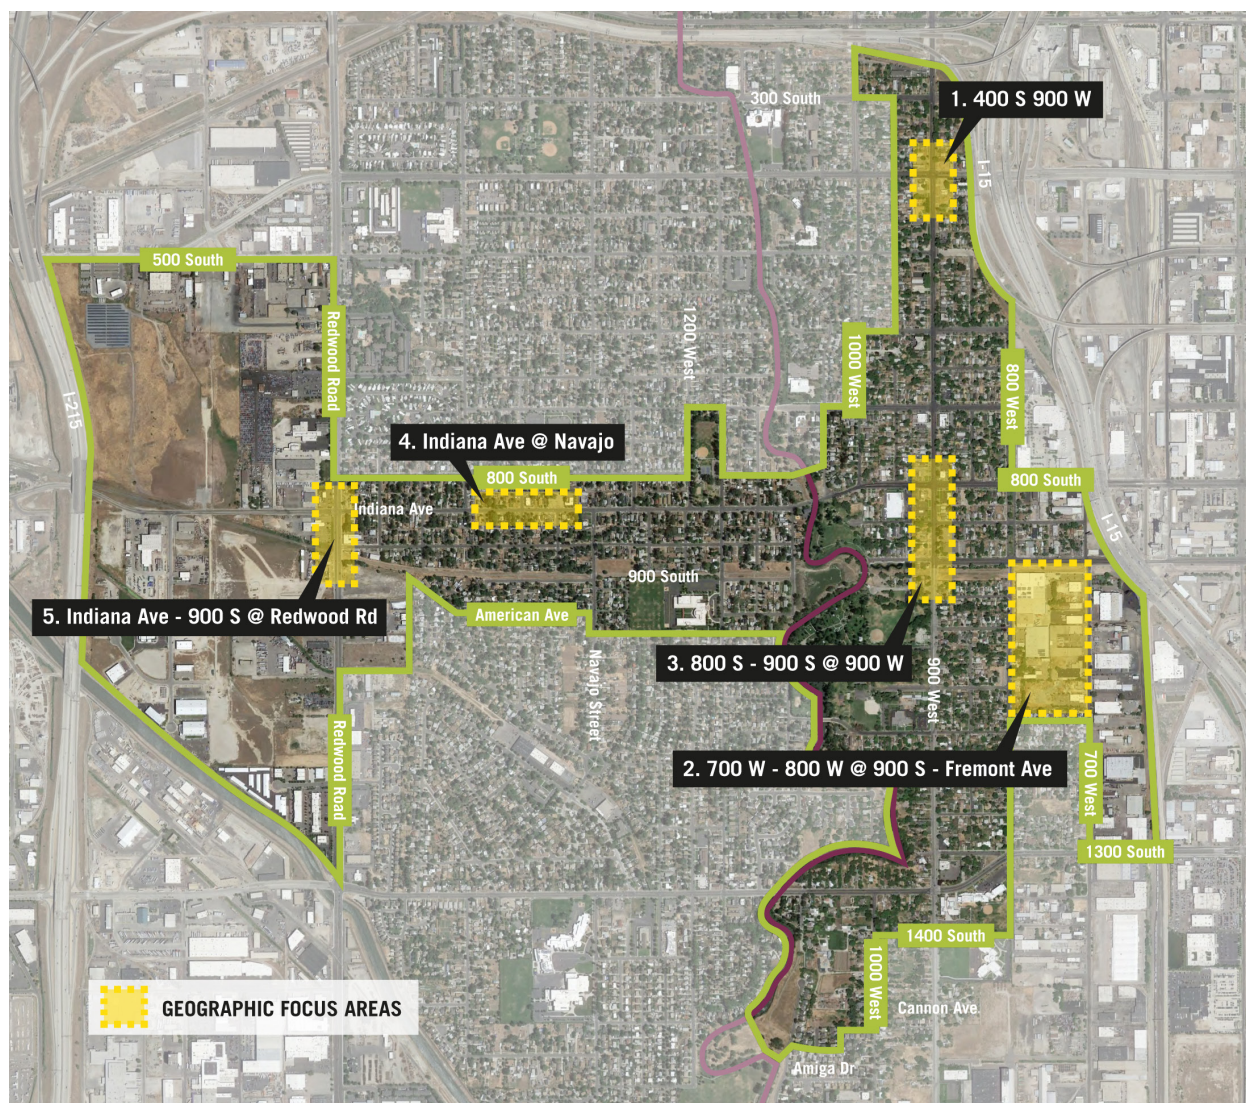 300 South
1. 400 S 900 W
I-15
500 South
Redwood Road
1200 West
1000 West
800 West
I-215
4. Indiana Ave @ Navajo
800 South
800 South
Indiana Ave
I-15
900 South
5. Indiana Ave - 900 S @ Redwood Rd
American Ave
3. 800 S - 900 S @ 900 W
Navajo Street
900 West
2. 700 W - 800 W @ 900 S - Fremont Ave
Redwood Road
700 West
1300 South
1400 South
1000 West
Cannon Ave.
GEOGRAPHIC FOCUS AREAS
Amiga Dr